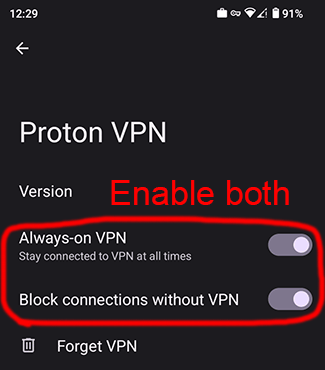 12:29 91%
Proton VPN
Version Enable both
Always-on VPN
Stay connected to VPN at all times
Block connections without VPN
Forget VPN